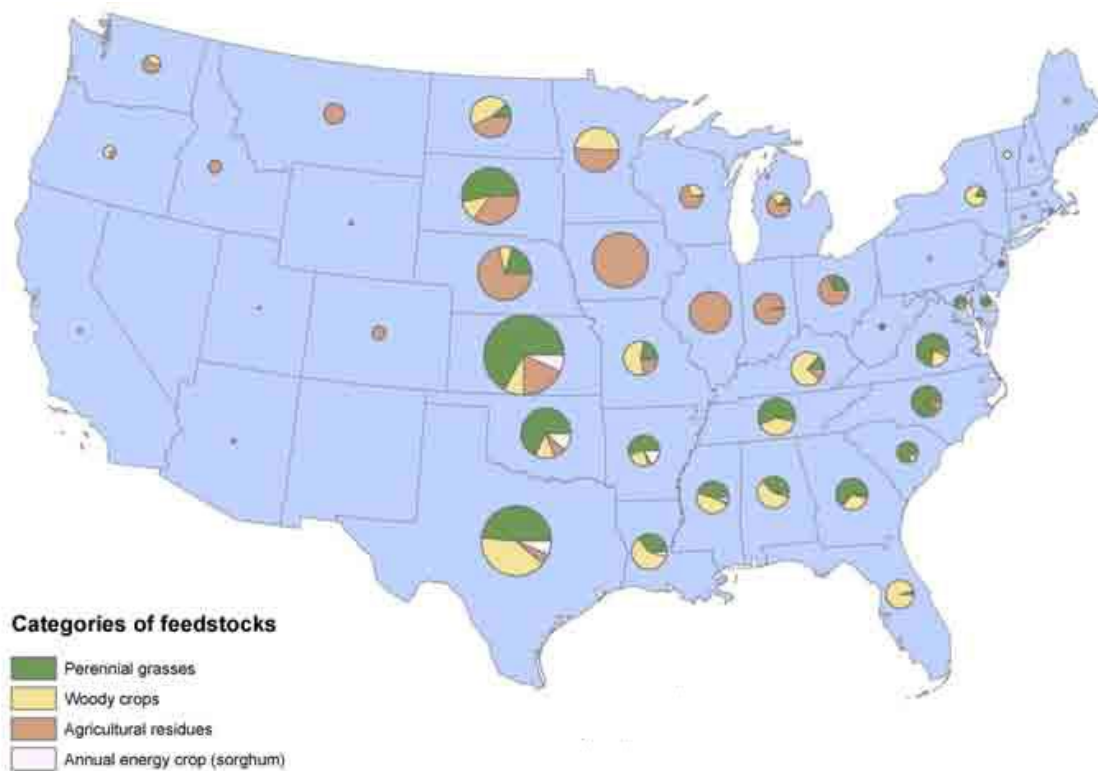 Categories of feedstocks
Perennial grasses
Woody crops
Agricultural residues
Annual energy crop (sorghum)